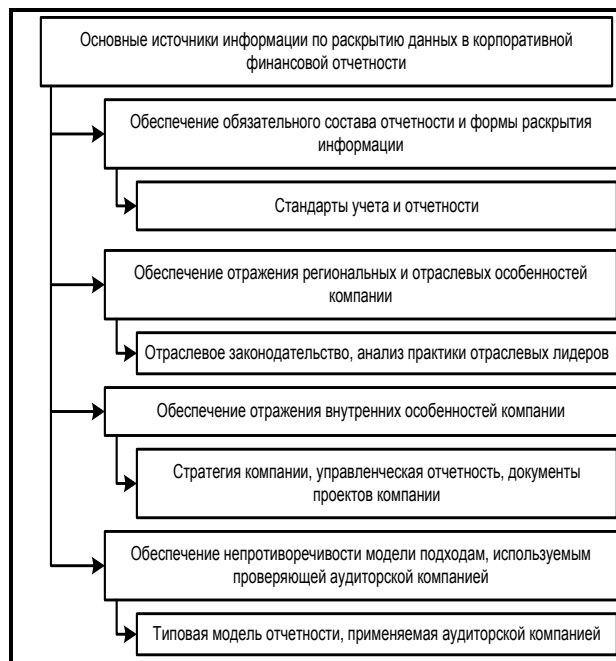 Основные источники информации по раскрытию данных в корпоративной
финансовой отчетности
Обеспечение обязательного состава отчетности и формы раскрытия
информации
Стандарты учета и отчетности
Обеспечение отражения региональных и отраслевых особенностей
компании
Отраслевое законодательство, анализ практики отраслевых лидеров
Обеспечение отражения внутренних особенностей компании
Стратегия компании, управленческая отчетность, документы
проектов компании
Обеспечение непротиворечивости модели подходам, используемым
проверяющей аудиторской компанией
Типовая модель отчетности, применяемая аудиторской компанией